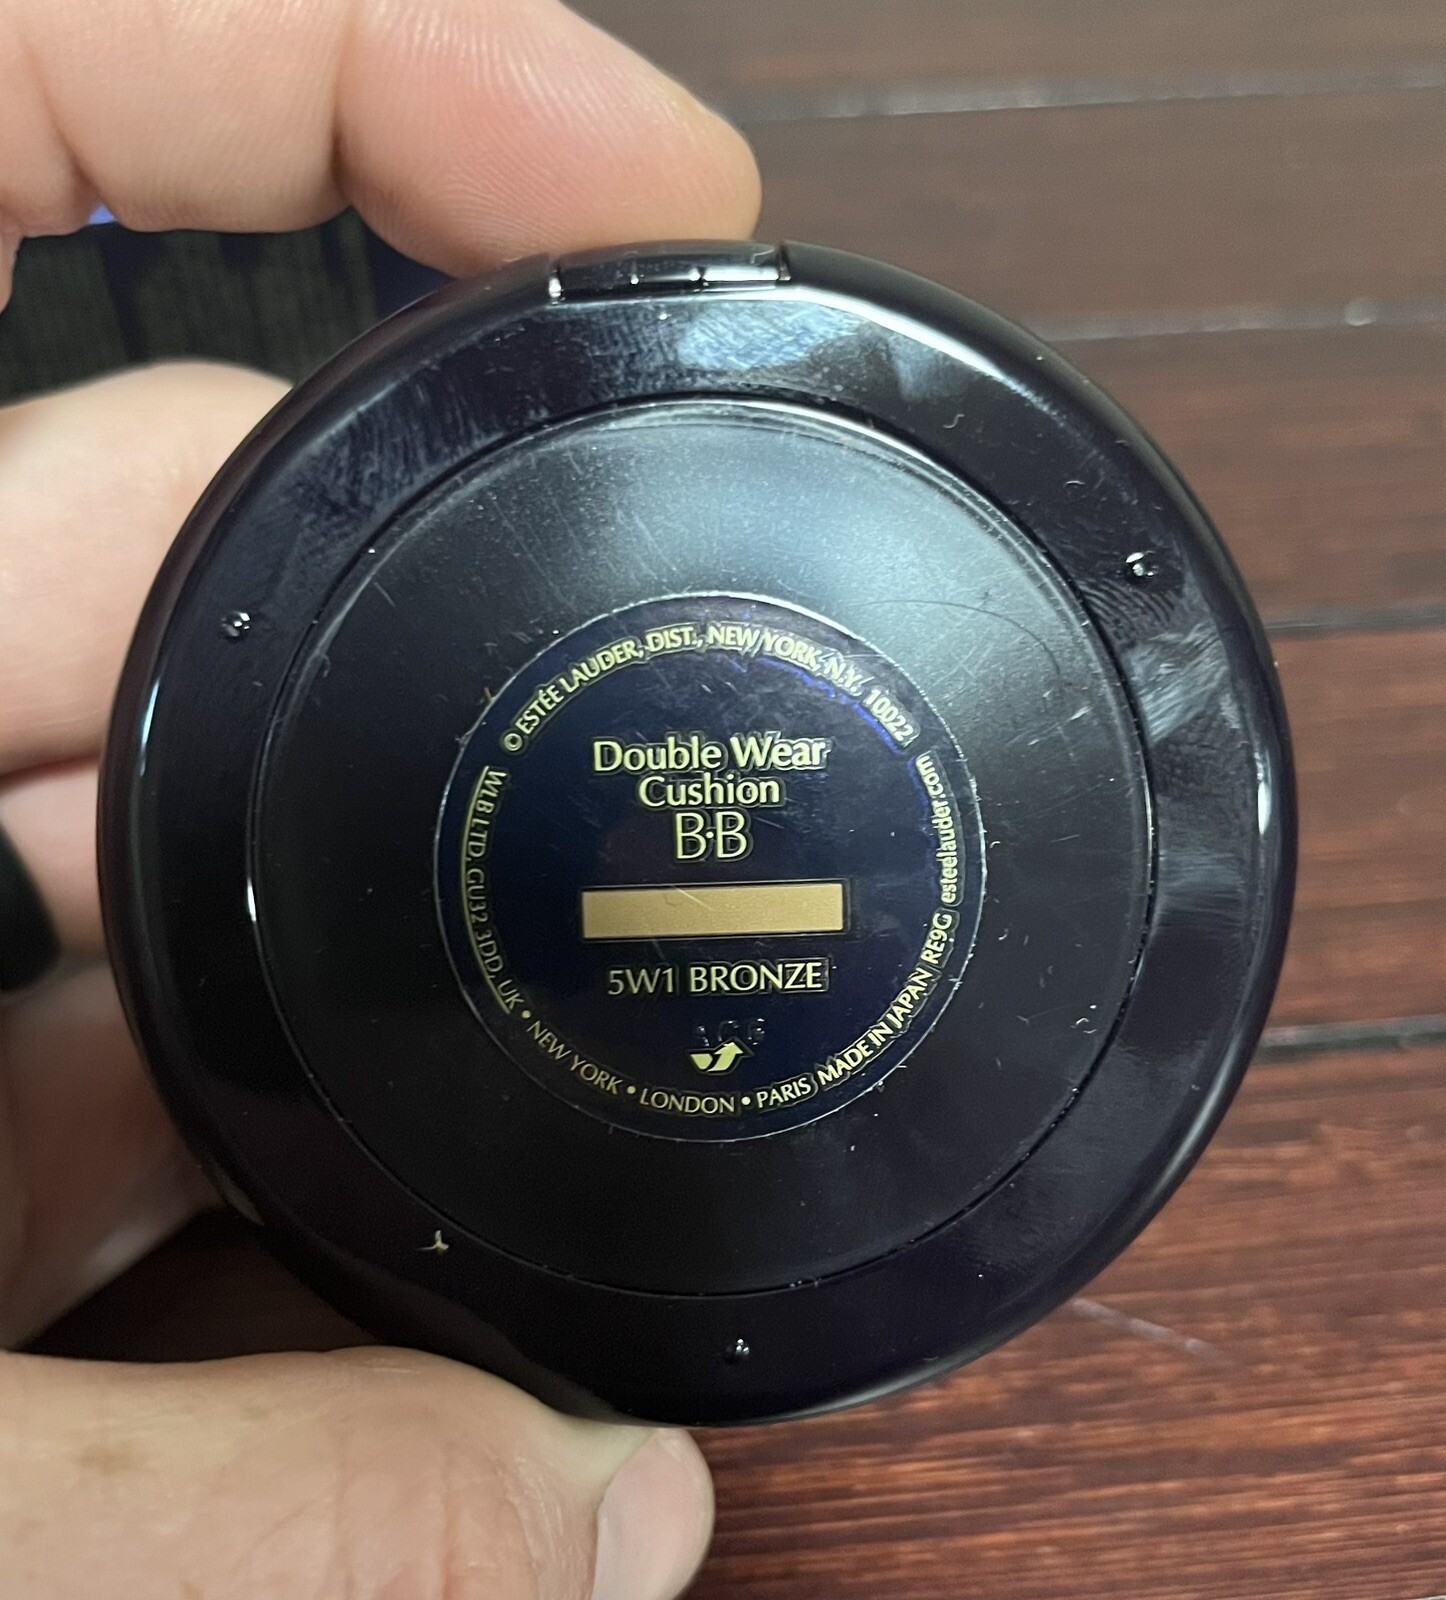 © ESTĒE LAUDER, DIST., NEW YORK, N.Y. 10022
Double Wear
Cushion
B·B
5W1 BRONZE
WLB LTD, GU32 3DD, UK • NEW YORK • LONDON • PARIS MADE IN JAPAN RE9G esteelauder.com